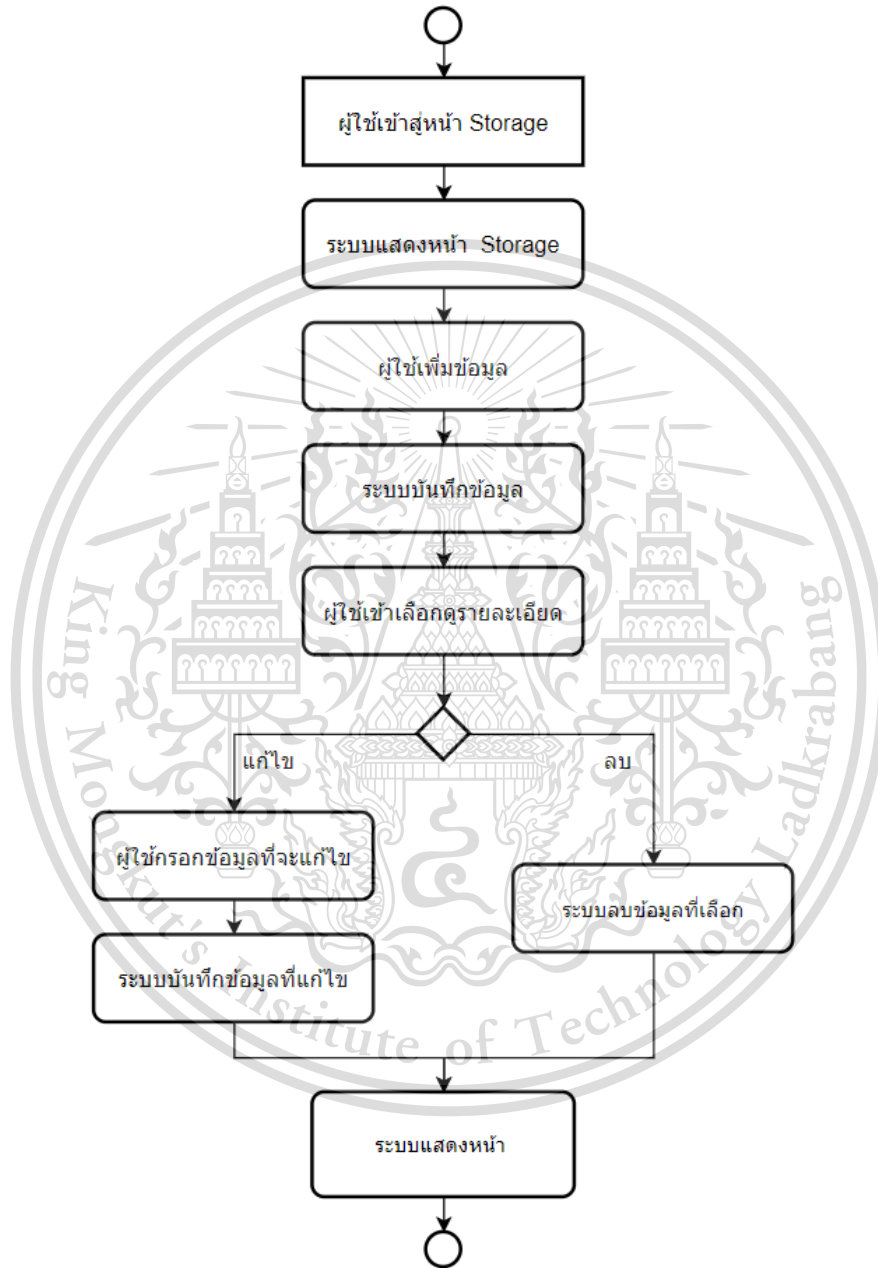 ผู้ใช้เข้าสู่หน้า Storage
ระบบแสดงหน้า Storage
ผู้ใช้เพิ่มข้อมูล
ระบบบันทึกข้อมูล
ผู้ใช้เข้าเลือกดูรายละเอียด
แก้ไข
ลบ
ผู้ใช้กรอกข้อมูลที่จะแก้ไข
ระบบลบข้อมูลที่เลือก
ระบบบันทึกข้อมูลที่แก้ไข
ระบบแสดงหน้า
King Mongkut's Institute of Technology Ladkrabang